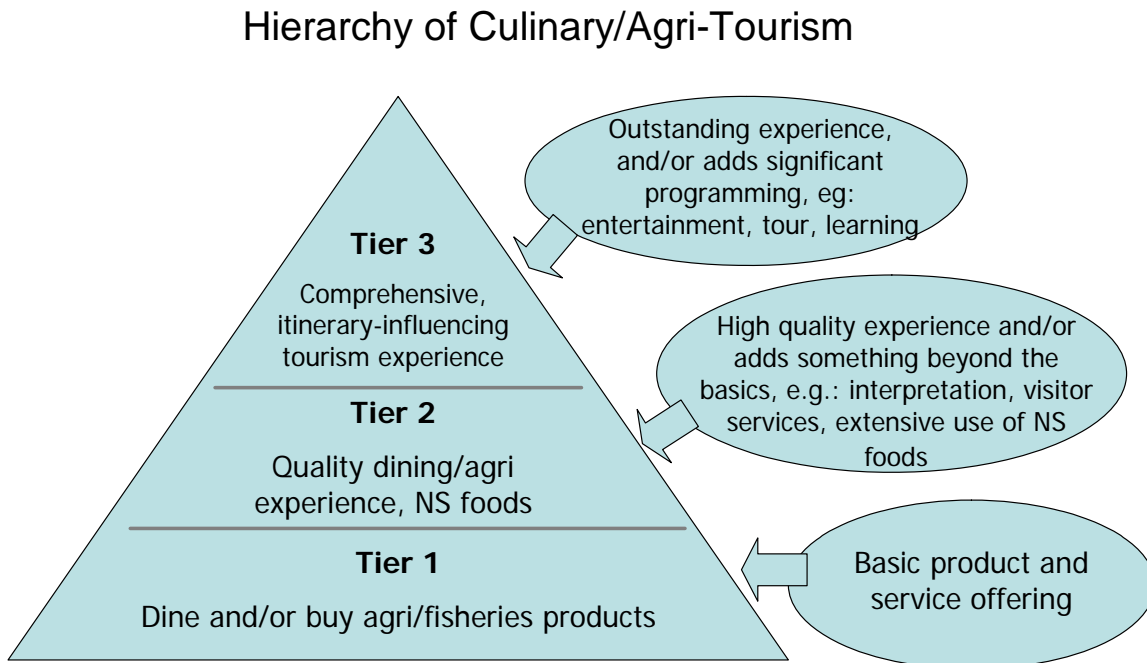 Hierarchy of Culinary/Agri-Tourism
Outstanding experience,
and/or adds significant
programming, eg:
entertainment, tour, learning
Tier 3
Comprehensive,
itinerary-influencing
tourism experience
High quality experience and/or
adds something beyond the
basics, e.g.: interpretation, visitor
services, extensive use of NS
foods
Tier 2
Quality dining/agri
experience, NS foods
Tier 1
Dine and/or buy agri/fisheries products
Basic product and
service offering